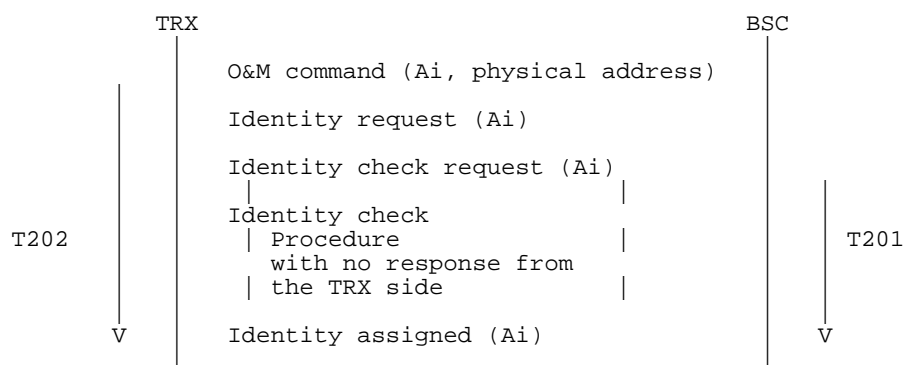 TRX BSC
O&M command (Ai, physical address)
Identity request (Ai)
Identity check request (Ai)
Identity check
T202 | Procedure | T201
with no response from
| the TRX side |
V Identity assigned (Ai) V